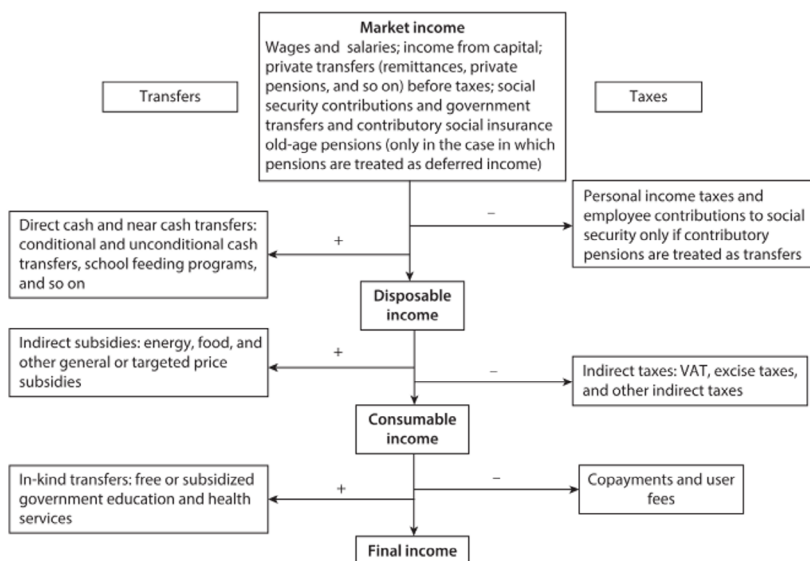 Market income
Wages and salaries; income from capital;
private transfers (remittances, private
pensions, and so on) before taxes; social
security contributions and government
transfers and contributory social insurance
old-age pensions (only in the case in which
pensions are treated as deferred income)
Transfers
Taxes
Personal income taxes and
employee contributions to social
security only if contributory
pensions are treated as transfers
–
Direct cash and near cash transfers:
conditional and unconditional cash
transfers, school feeding programs,
and so on
+
Disposable
income
Indirect subsidies: energy, food, and
other general or targeted price
subsidies
+
–
Indirect taxes: VAT, excise taxes,
and other indirect taxes
Consumable
income
In-kind transfers: free or subsidized
government education and health
services
+
–
Copayments and user
fees
Final income